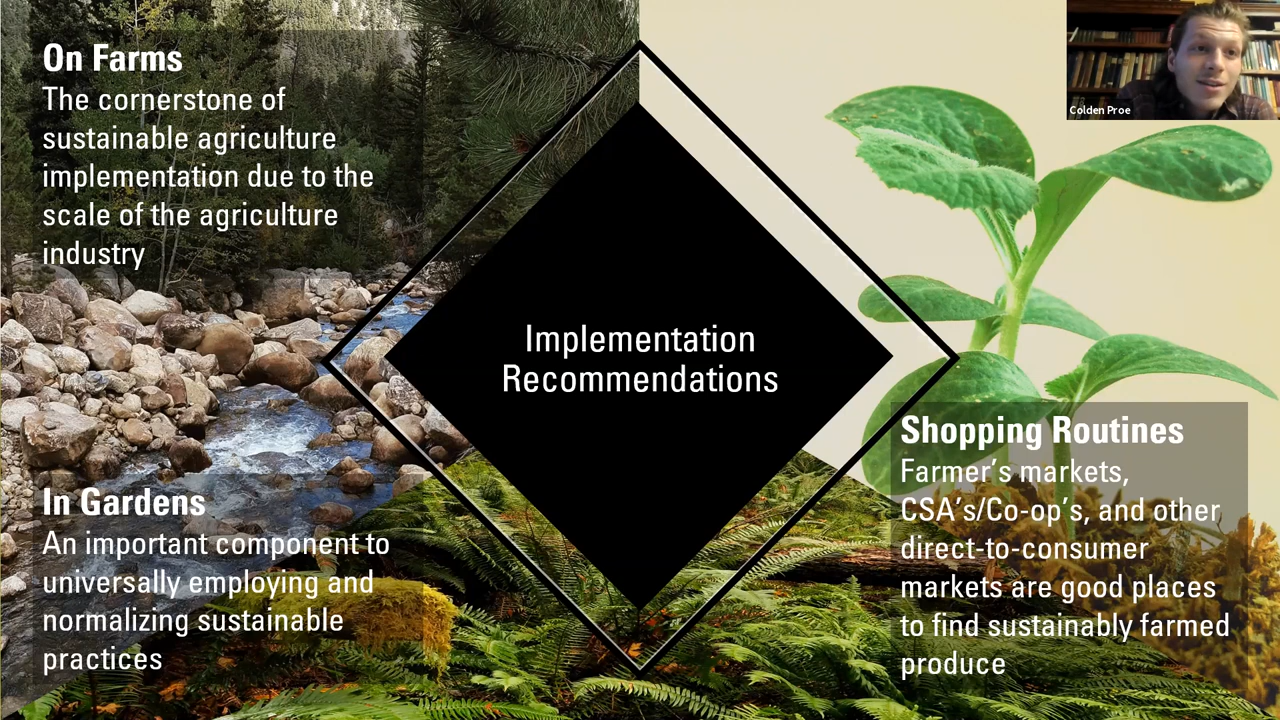 On Farms
The cornerstone of
sustainable agriculture
implementation due to the
scale of the agriculture
industry
Colden Proe
Implementation
Recommendations
In Gardens
An important component to
universally employing and
normalizing sustainable
practices
Shopping Routines
Farmer’s markets,
CSA’s/Co-op’s, and other
direct-to-consumer
markets are good places
to find sustainably farmed
produce